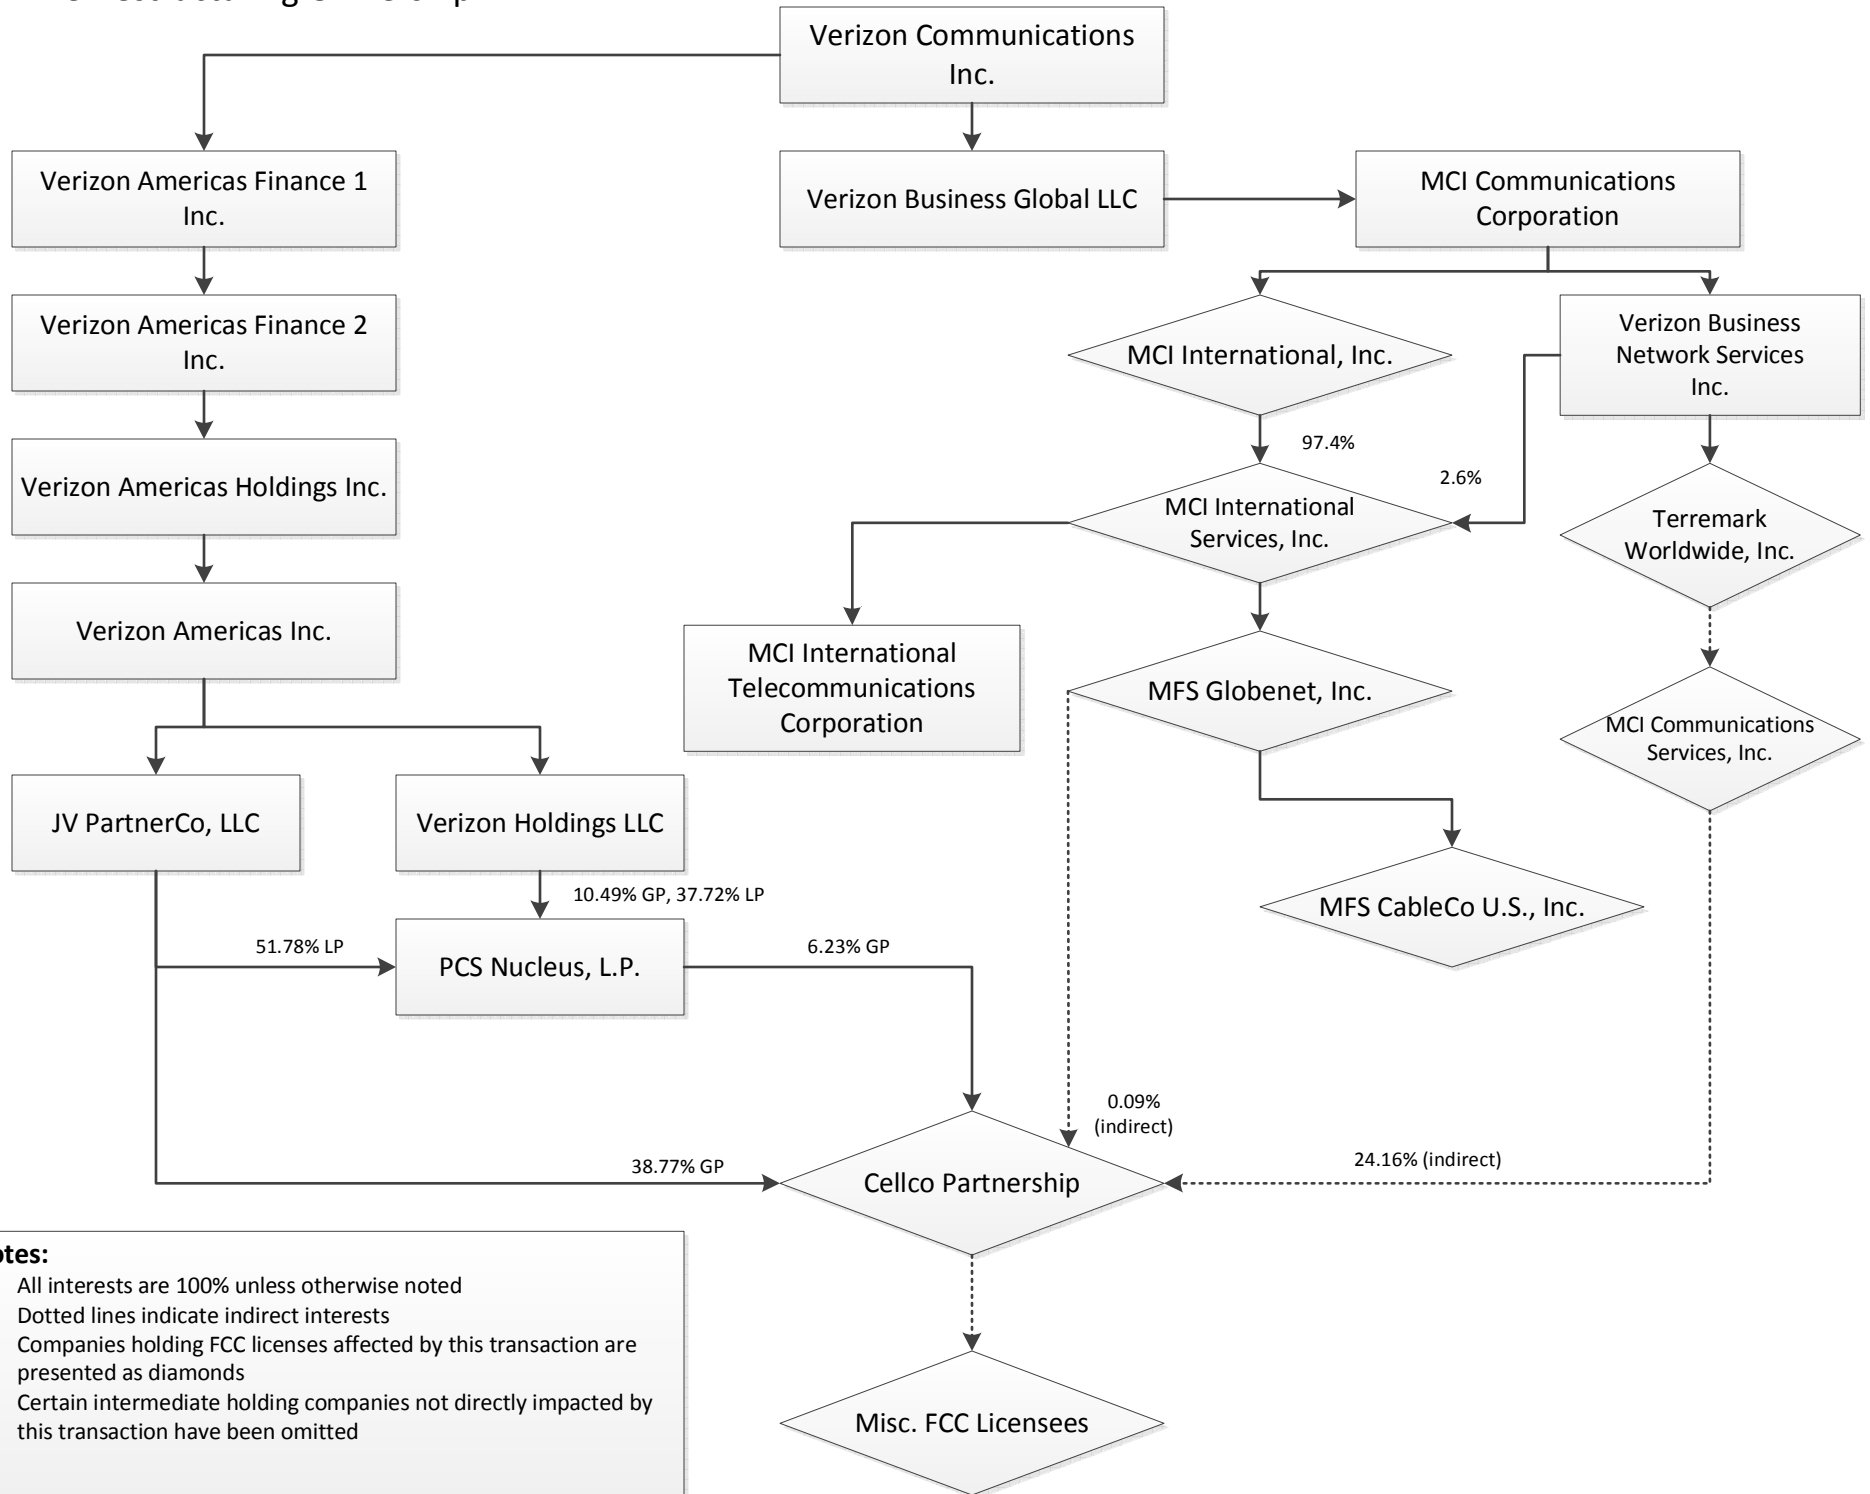 Verizon Communications
Inc.
Verizon Americas Finance 1
Inc.
Verizon Business Global LLC
MCI Communications
Corporation
Verizon Americas Finance 2
Inc.
MCI International, Inc.
Verizon Business
Network Services
Inc.
97.4%
2.6%
Verizon Americas Holdings Inc.
MCI International
Services, Inc.
Terremark
Worldwide, Inc.
Verizon Americas Inc.
MCI International
Telecommunications
Corporation
MFS Globenet, Inc.
MCI Communications
Services, Inc.
JV PartnerCo, LLC
Verizon Holdings LLC
10.49% GP, 37.72% LP
MFS CableCo U.S., Inc.
51.78% LP
PCS Nucleus, L.P.
6.23% GP
0.09%
(indirect)
38.77% GP
Cellco Partnership
24.16% (indirect)
All interests are 100% unless otherwise noted
Dotted lines indicate indirect interests
Companies holding FCC licenses affected by this transaction are
presented as diamonds
Certain intermediate holding companies not directly impacted by
this transaction have been omitted
Misc. FCC Licensees